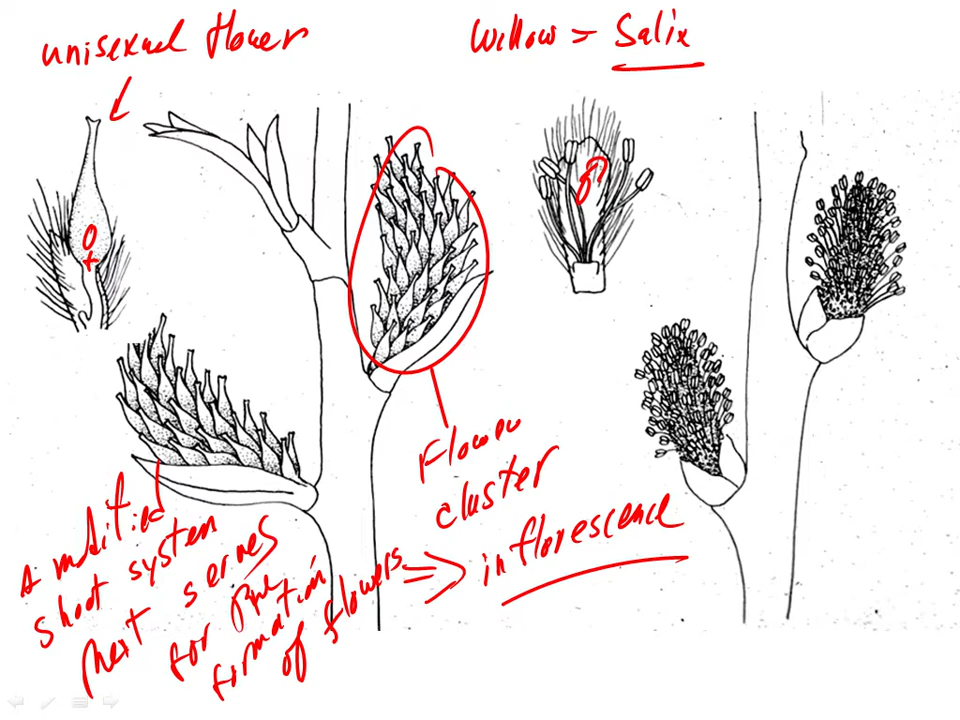 unisexual flower
Willow = Salix
Flower
cluster
A modified
shoot system
that serves
for the
formation
of flowers => inflorescence